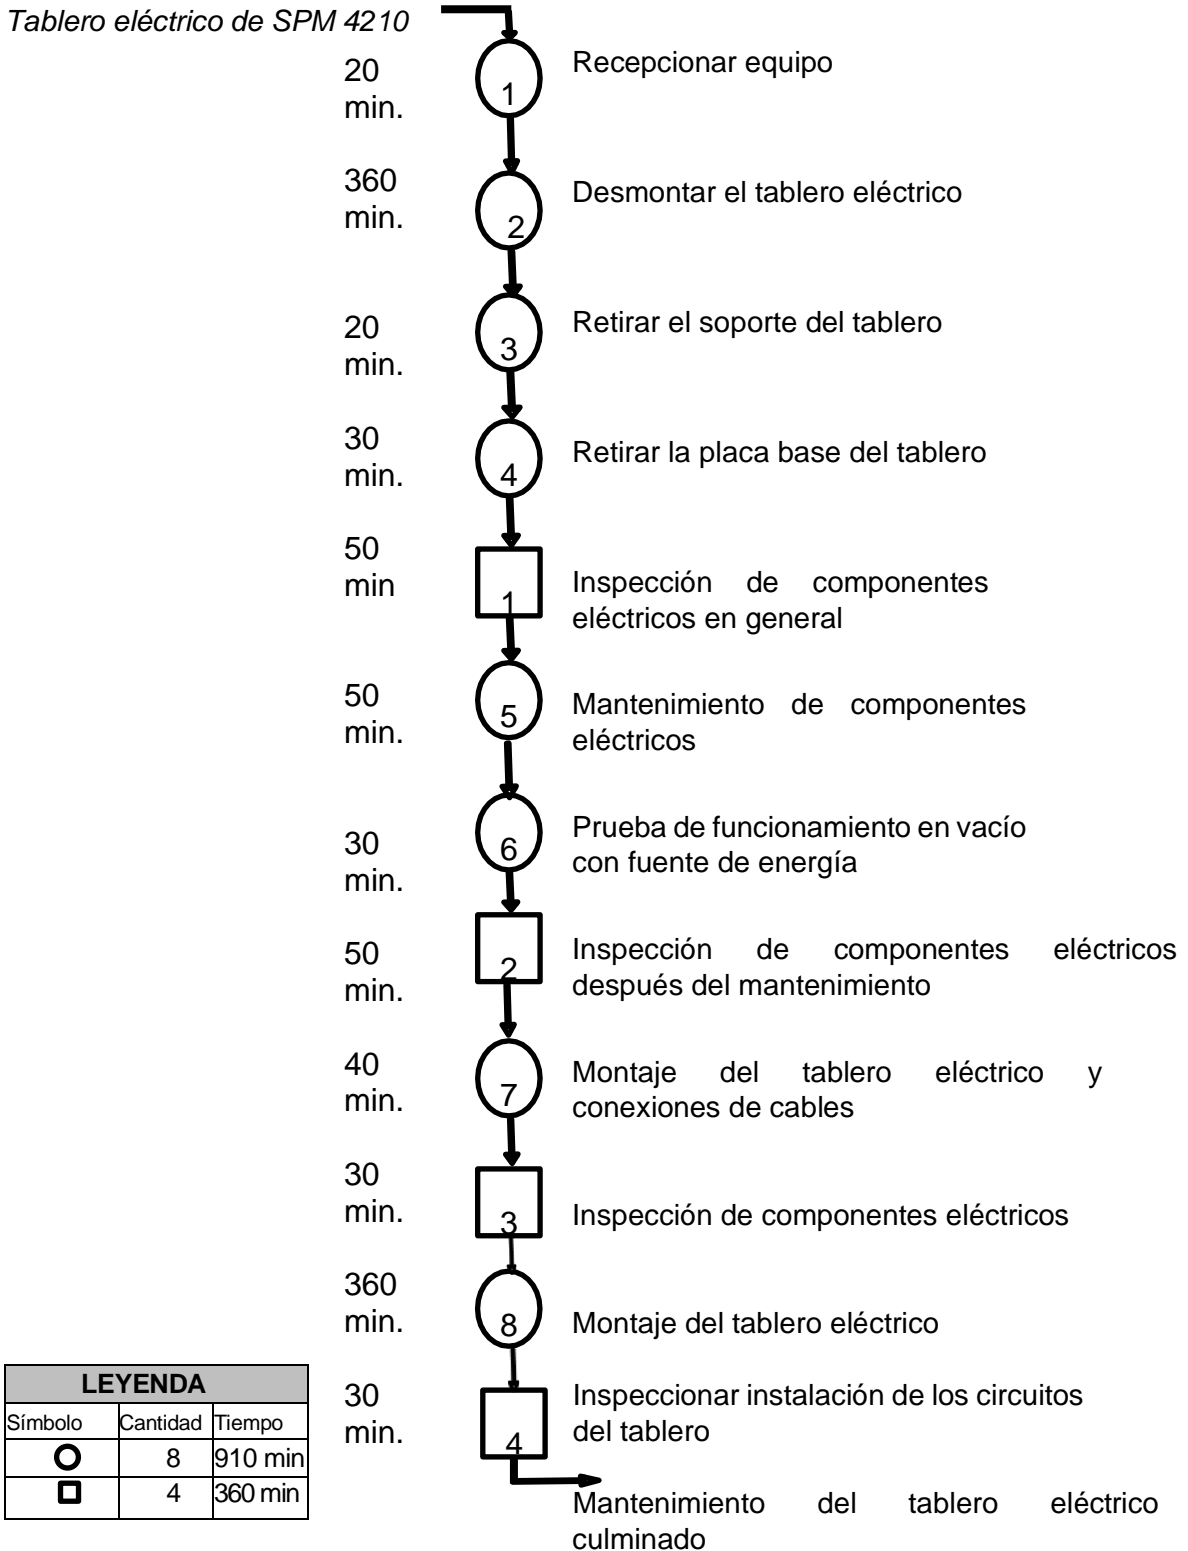 Tablero eléctrico de SPM 4210
20
min.
1
Recepcionar equipo
360
min.
2
Desmontar el tablero eléctrico
20
min.
3
Retirar el soporte del tablero
30
min.
4
Retirar la placa base del tablero
50
min
1
Inspección de componentes
eléctricos en general
50
min.
5
Mantenimiento de componentes
eléctricos
30
min.
6
Prueba de funcionamiento en vacío
con fuente de energía
50
min.
2
Inspección de componentes eléctricos
después del mantenimiento
40
min.
7
Montaje del tablero eléctrico y
conexiones de cables
30
min.
3
Inspección de componentes eléctricos
360
min.
8
Montaje del tablero eléctrico
30
min.
4
Inspeccionar instalación de los circuitos
del tablero
Mantenimiento del tablero eléctrico
culminado
LEYENDA
Símbolo Cantidad Tiempo
8 910 min
4 360 min